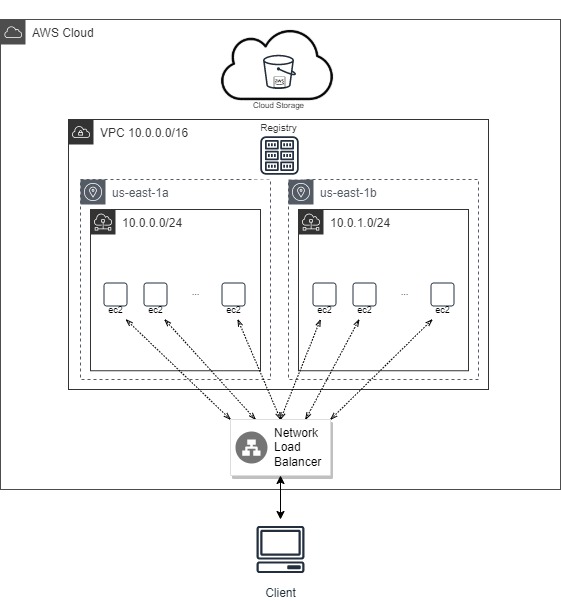 AWS Cloud
aws
Cloud Storage
Registry
VPC 10.0.0.0/16
us-east-1a
us-east-1b
10.0.0.0/24
10.0.1.0/24
...
...
ec2
ec2
ec2
ec2
ec2
ec2
Network
Load
Balancer
Client